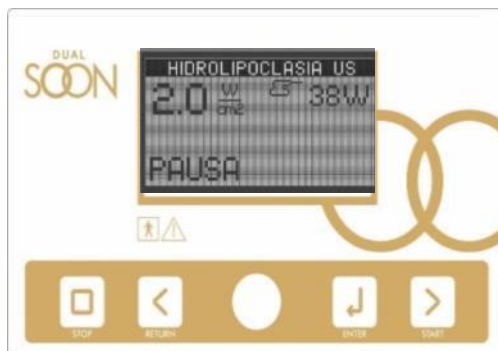 DUAL
SOON
HIDROLIPOCLASIA US
2.0 W/cm2 38W
PAUSA
STOP
RETURN
ENTER
START